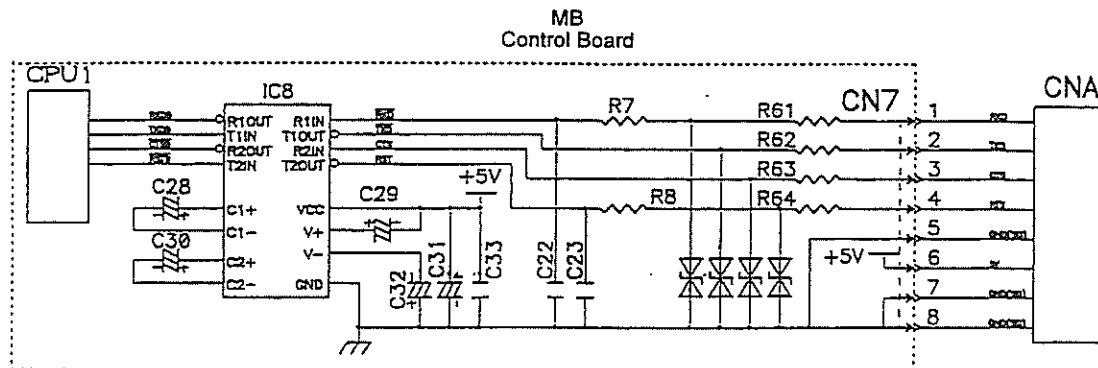 MB
Control Board
CPU1
IC8
CN7
CNA
R1OUT
T1IN
R2OUT
T2IN
C1+
C1-
C2+
C2-
R1IN
T1OUT
R2IN
T2OUT
VCC
V+
V-
GND
C28
C30
C29
+5V
C32
C31
C33
C22
C23
R7
R8
R61
R62
R63
R64
+5V
1
2
3
4
5
6
7
8